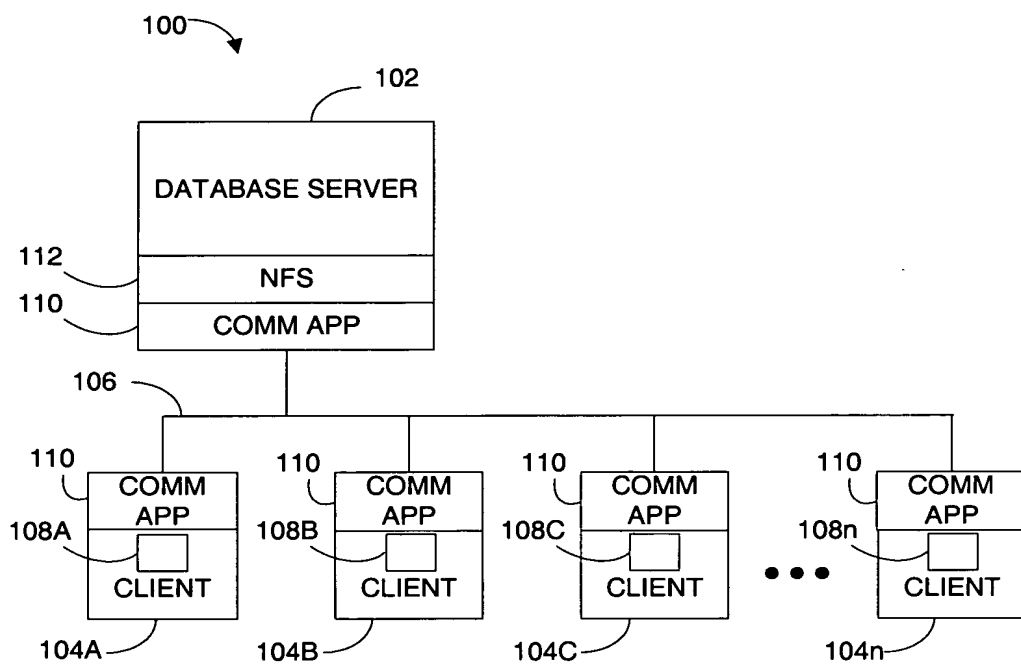 100
102
DATABASE SERVER
112
NFS
110
COMM APP
106
110 110 110 110
COMM COMM COMM COMM
APP APP APP APP
108A 108B 108C 108n
CLIENT CLIENT CLIENT CLIENT
104A 104B 104C 104n